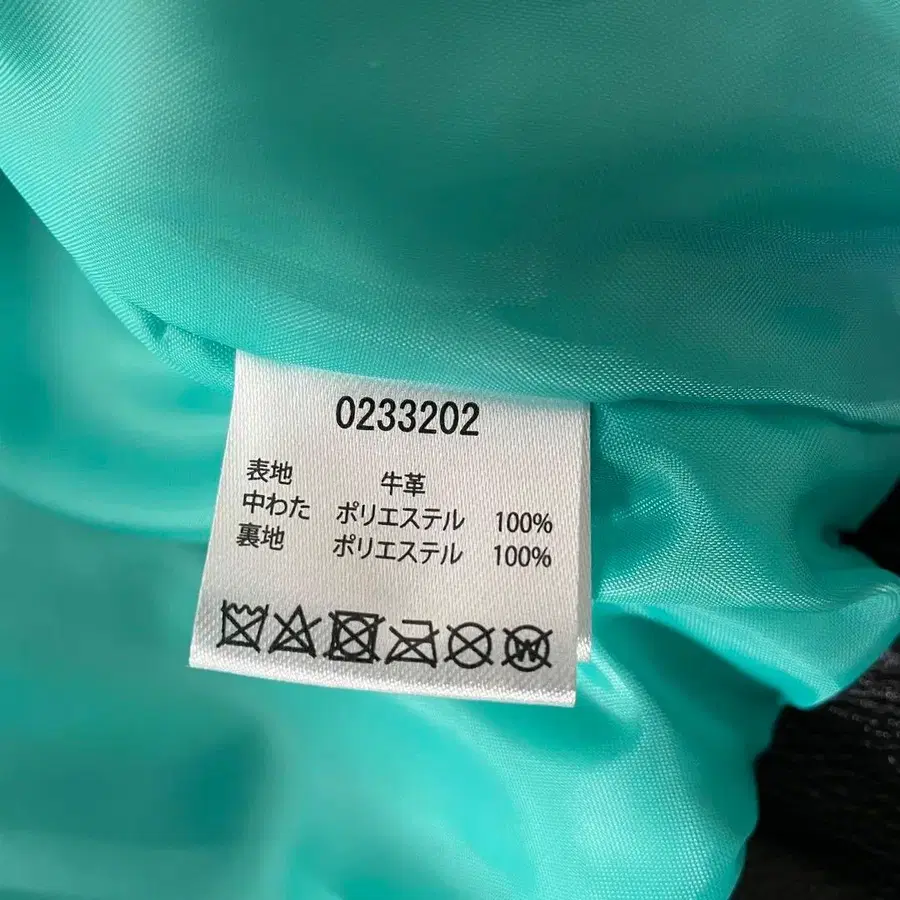 0233202
表地 牛革
中わた ポリエステル 100%
裏地 ポリエステル 100%
W